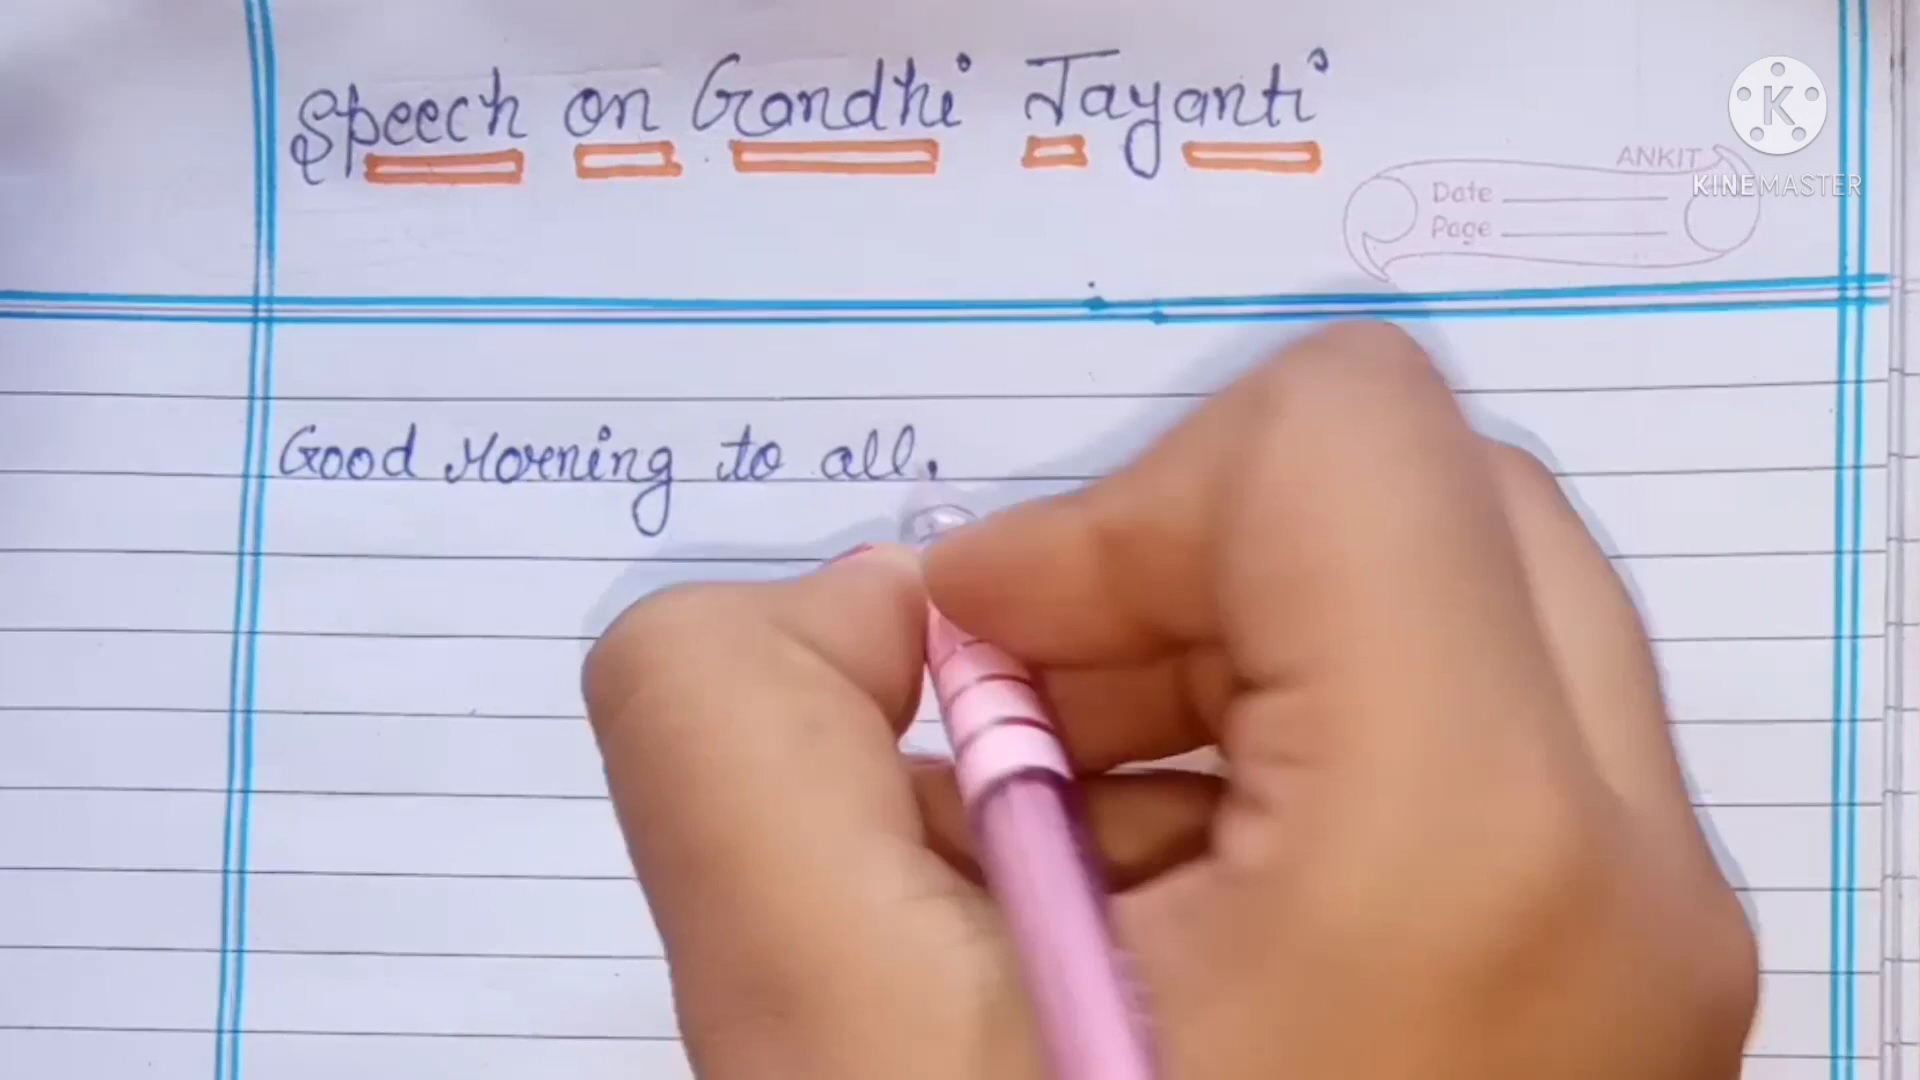 Speech on Gandhi Jayanti
K
ANKIT
KINEMASTER
Date
Page
Good Morning to all.